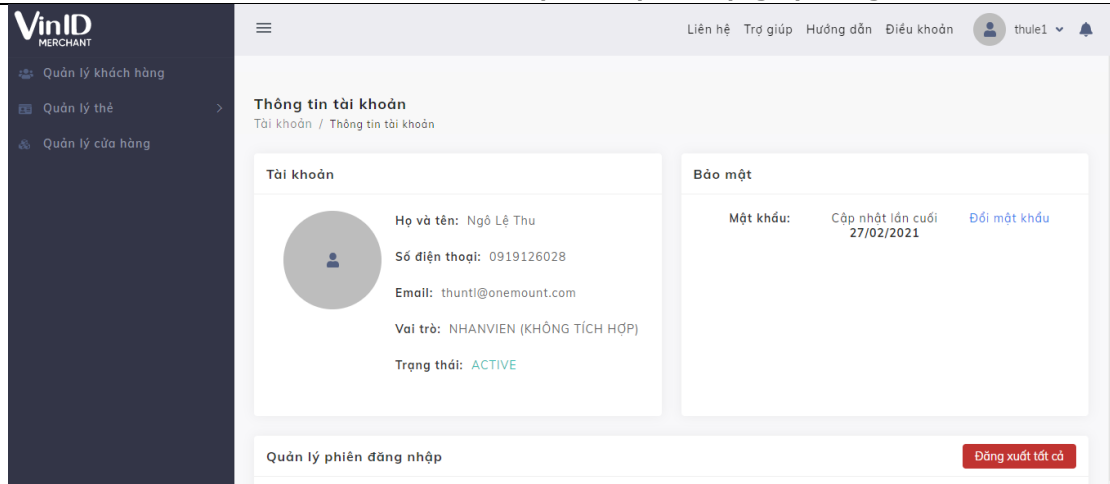 VinID
MERCHANT
Liên hệ Trợ giúp Hướng dẫn Điều khoản thule1
Quản lý khách hàng
Quản lý thẻ
Quản lý cửa hàng
Thông tin tài khoản
Tài khoản / Thông tin tài khoản
Tài khoản
Họ và tên: Ngô Lệ Thu
Số điện thoại: 0919126028
Email: thuntl@onemount.com
Vai trò: NHANVIEN (KHÔNG TÍCH HỢP)
Trạng thái: ACTIVE
Bảo mật
Mật khẩu: Cập nhật lần cuối Đổi mật khẩu
27/02/2021
Quản lý phiên đăng nhập
Đăng xuất tất cả